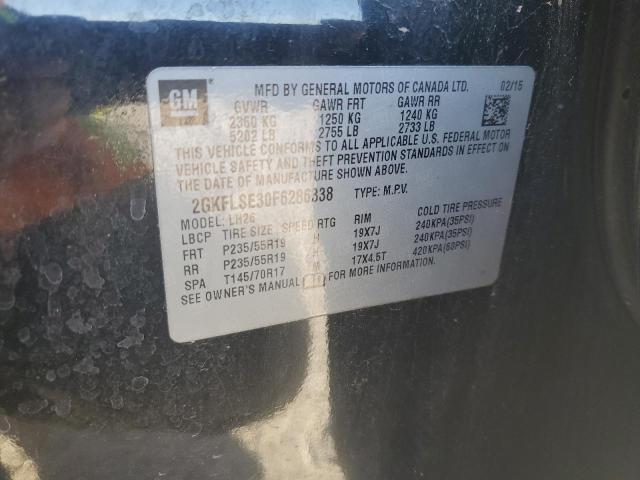 GM
MFD BY GENERAL MOTORS OF CANADA LTD. 02/15
GVWR GAWR FRT GAWR RR
2360 KG 1250 KG 1240 KG
5202 LB 2755 LB 2733 LB
THIS VEHICLE CONFORMS TO ALL APPLICABLE U.S. FEDERAL MOTOR
VEHICLE SAFETY AND THEFT PREVENTION STANDARDS IN EFFECT ON
THE DATE OF MANUFACTURE SHOWN ABOVE.
2GKFLSE30F6286338 TYPE: M.P.V.
MODEL: LH26
LBCP TIRE SIZE SPEED RTG RIM COLD TIRE PRESSURE
FRT P235/55R19 H 19X7J 240KPA(35PSI)
RR P235/55R19 H 19X7J 240KPA(35PSI)
SPA T145/70R17 M 17X4.5T 420KPA(60PSI)
SEE OWNER'S MANUAL FOR MORE INFORMATION.